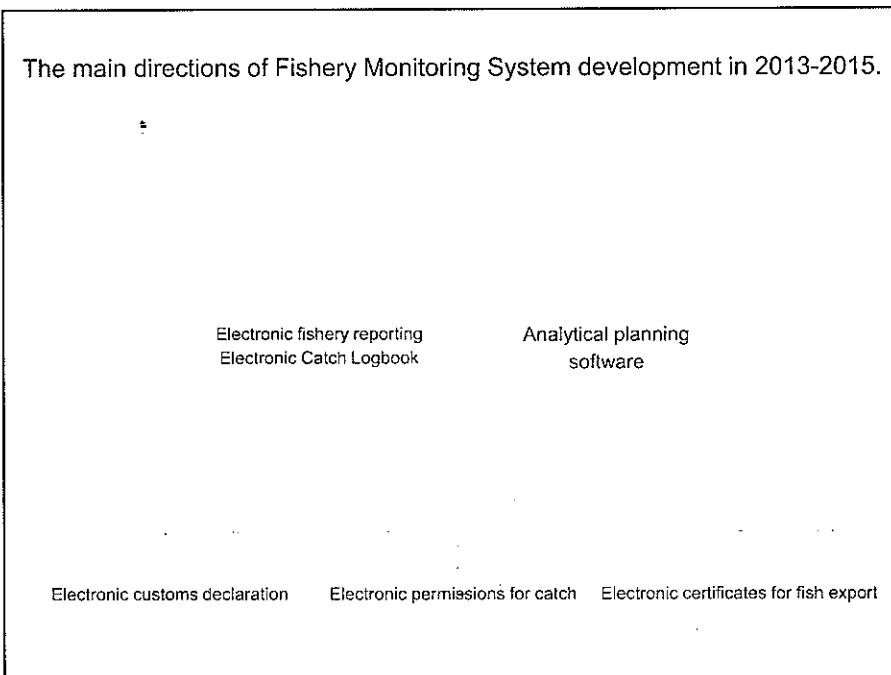 The main directions of Fishery Monitoring System development in 2013-2015.
Electronic fishery reporting
Electronic Catch Logbook
Analytical planning
software
Electronic customs declaration
Electronic permissions for catch
Electronic certificates for fish export